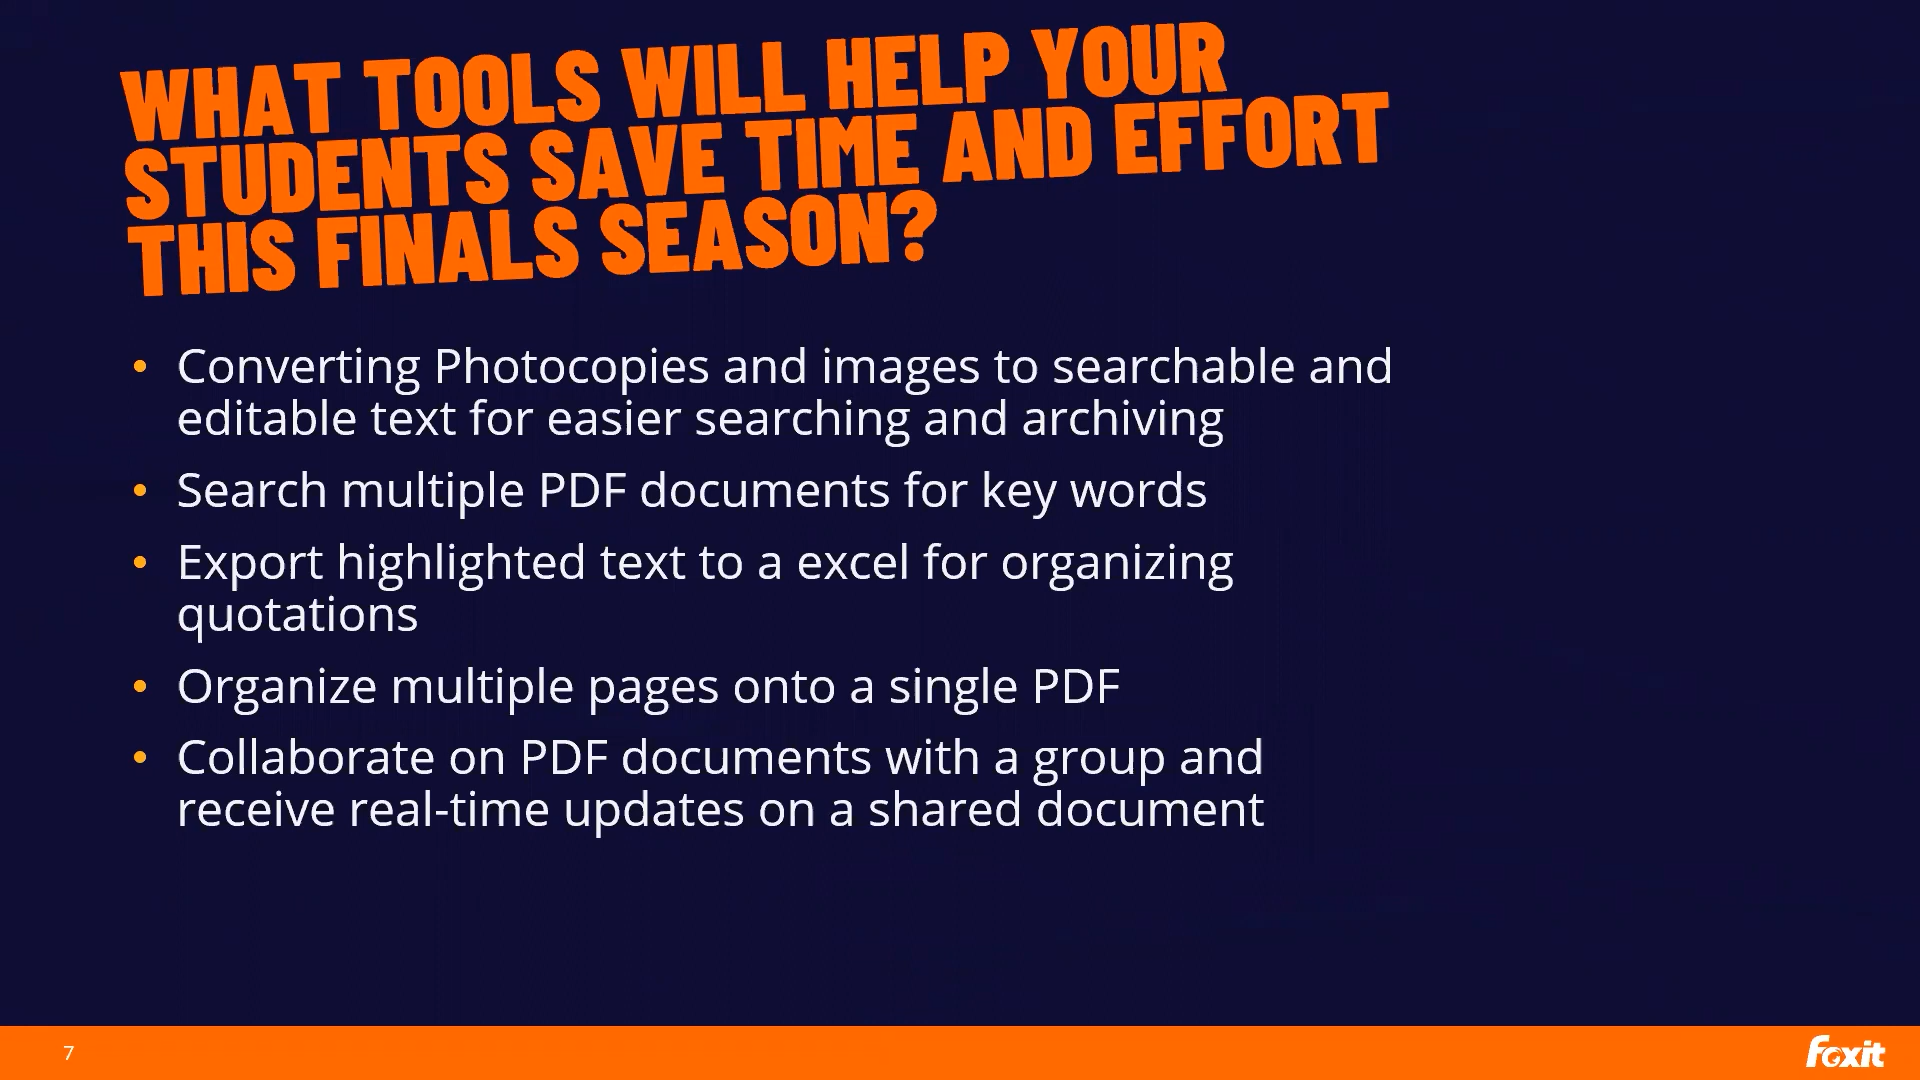 WHAT TOOLS WILL HELP YOUR
STUDENTS SAVE TIME AND EFFORT
THIS FINALS SEASON?
• Converting Photocopies and images to searchable and
editable text for easier searching and archiving
• Search multiple PDF documents for key words
• Export highlighted text to a excel for organizing
quotations
• Organize multiple pages onto a single PDF
• Collaborate on PDF documents with a group and
receive real-time updates on a shared document
7
foxit